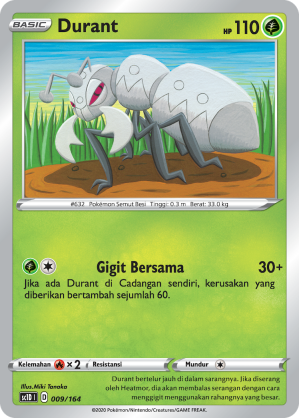 BASIC Durant HP 110
#632 Pokémon Semut Besi Tinggi: 0.3 m Berat: 33.0 kg
Gigit Bersama 30+
Jika ada Durant di Cadangan sendiri, kerusakan yang
diberikan bertambah sejumlah 60.
Kelemahan × 2 Resistansi Mundur
Illus. Miki Tanaka
sc1D I D 009/164
Durant bertelur jauh di dalam sarangnya. Jika diserang
oleh Heatmor, dia akan membalas serangan dengan cara
menggigit menggunakan rahangnya yang besar.
©2020 Pokémon/Nintendo/Creatures/GAME FREAK.